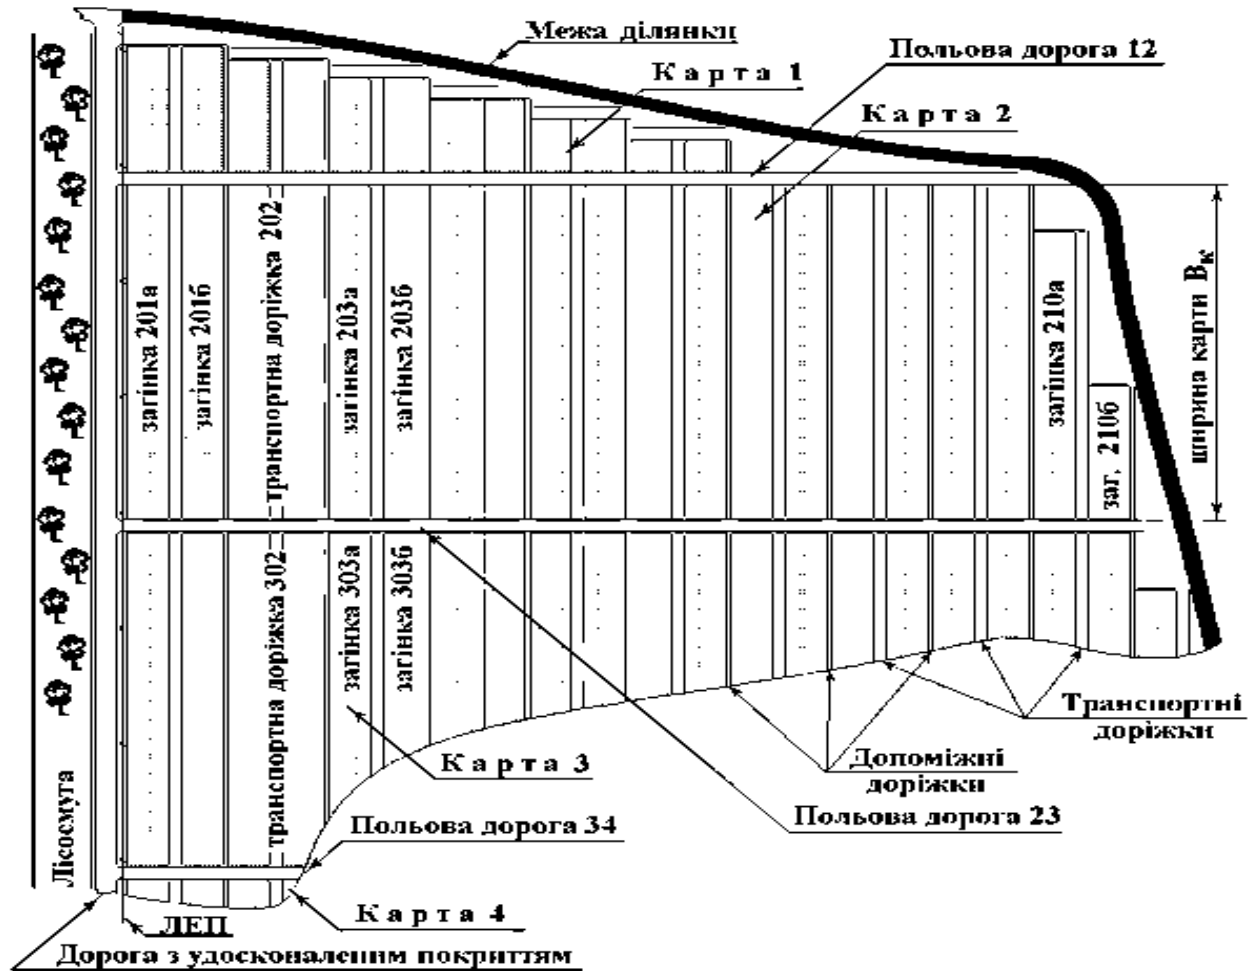 Межа ділянки
Польова дорога 12
Карта 1
Карта 2
загінка 201а
загінка 201б
транспортна доріжка 202
загінка 203а
загінка 203б
загінка 210а
заг. 210б
ширина карти Вк
транспортна доріжка 302
загінка 303а
загінка 303б
Транспортні
доріжки
Допоміжні
доріжки
Карта 3
Польова дорога 23
Польова дорога 34
Лісосмуга
Карта 4
ЛЕП
Дорога з удосконаленим покриттям